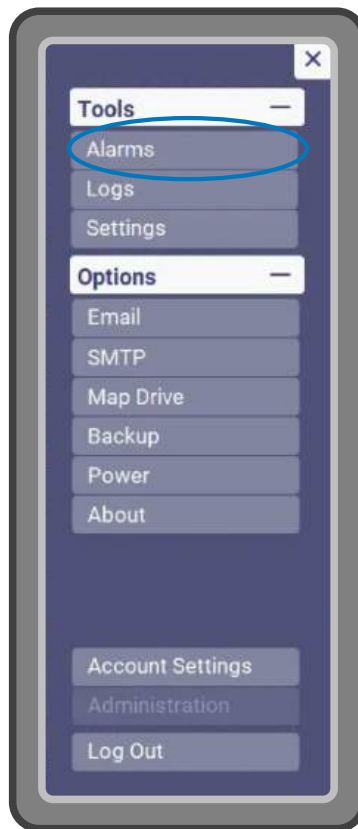 ×
Tools —
Alarms
Logs
Settings
Options —
Email
SMTP
Map Drive
Backup
Power
About
Account Settings
Administration
Log Out